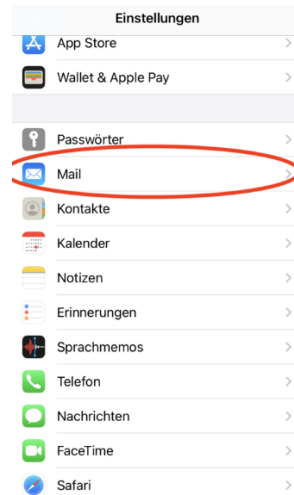 Einstellungen
App Store
Wallet & Apple Pay
Passwörter
Mail
Kontakte
Kalender
Notizen
Erinnerungen
Sprachmemos
Telefon
Nachrichten
FaceTime
Safari